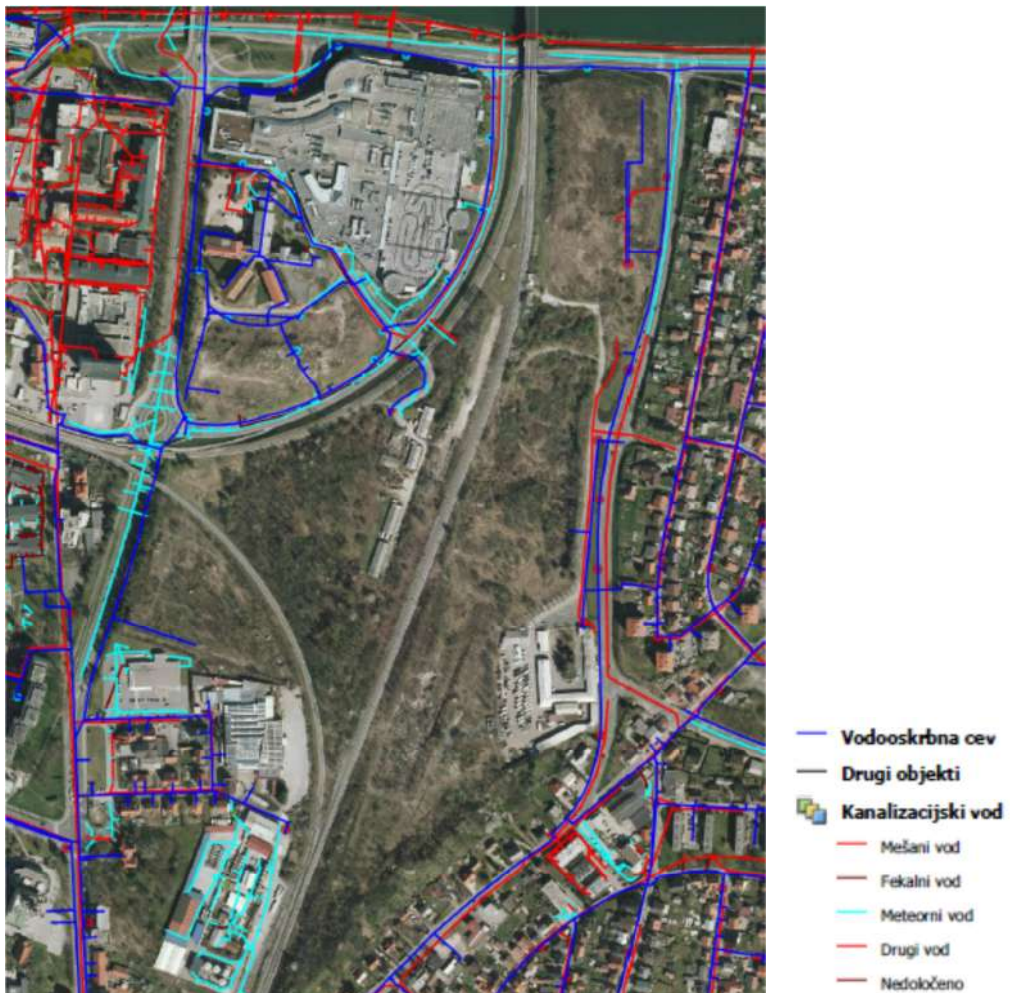 Vodooskrbna cev
Drugi objekti
Kanalizacijski vod
Mešani vod
Fekalni vod
Meteorni vod
Drugi vod
Nedoločeno